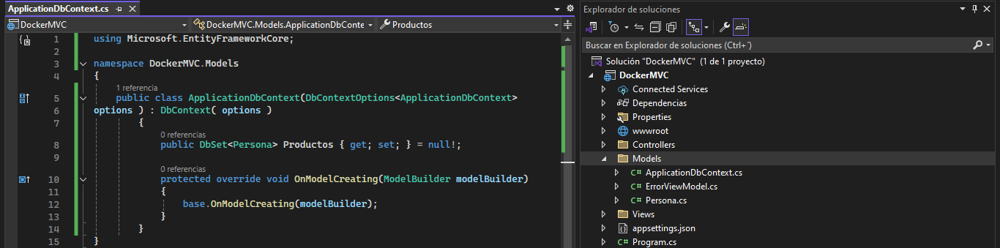 ApplicationDbContext.cs
DockerMVC
DockerMVC.Models.ApplicationDbConte
Productos
1 using Microsoft.EntityFrameworkCore;
2
3 namespace DockerMVC.Models
4 {
1 referencia
5 public class ApplicationDbContext(DbContextOptions<ApplicationDbContext>
6 options ) : DbContext( options )
7 {
0 referencias
8 public DbSet<Persona> Productos { get; set; } = null!;
9
0 referencias
10 protected override void OnModelCreating(ModelBuilder modelBuilder)
11 {
12 base.OnModelCreating(modelBuilder);
13 }
14 }
15 }
Explorador de soluciones
Buscar en Explorador de soluciones (Ctrl+´)
Solución "DockerMVC" (1 de 1 proyecto)
DockerMVC
Connected Services
Dependencias
Properties
wwwroot
Controllers
Models
C# ApplicationDbContext.cs
C# ErrorViewModel.cs
C# Persona.cs
Views
appsettings.json
C# Program.cs